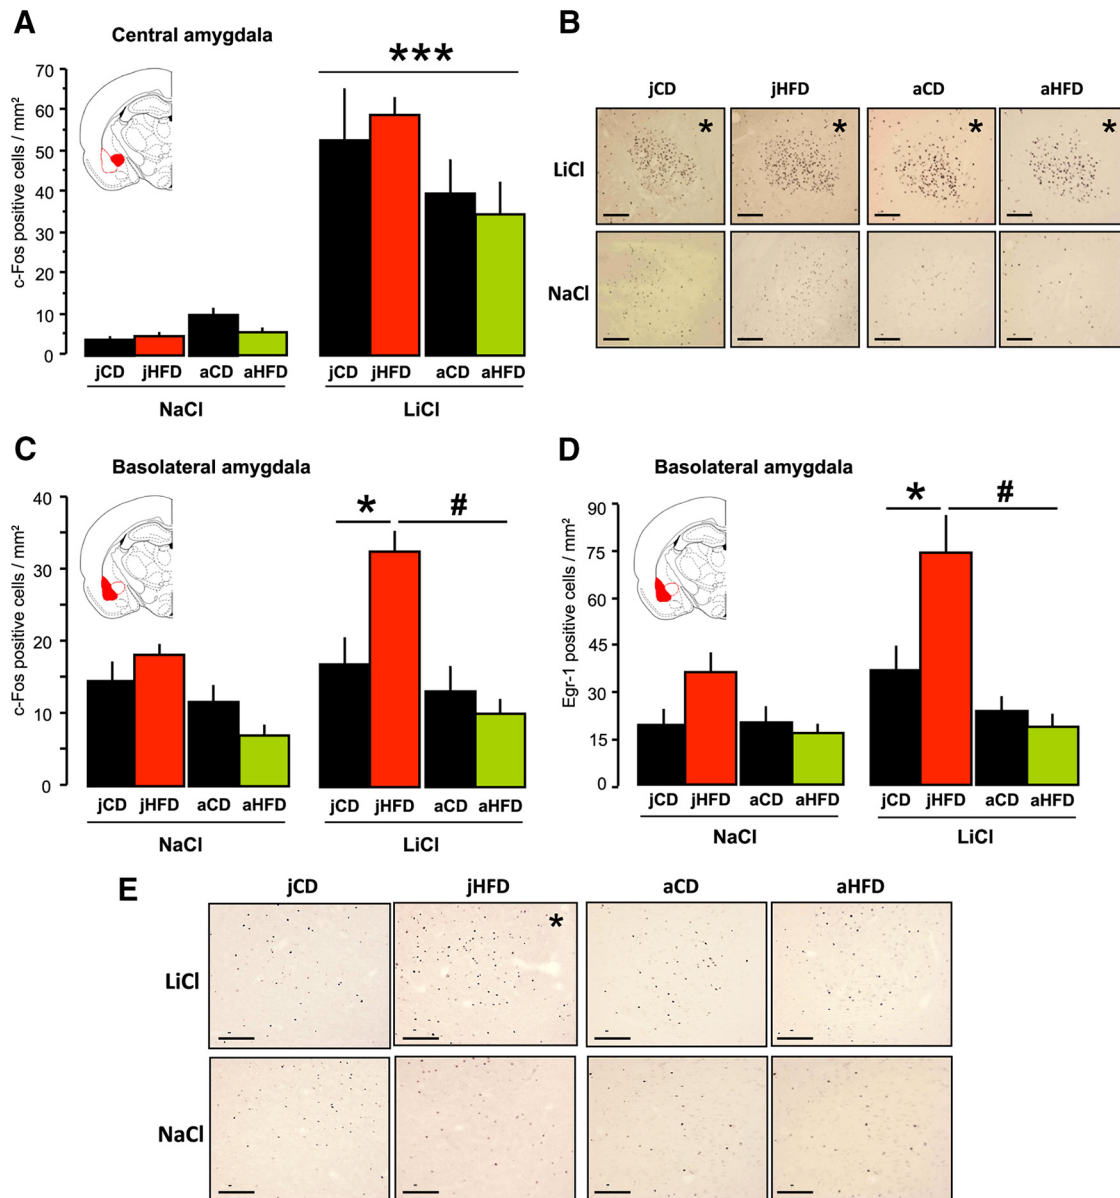 A
Central amygdala
***
c-Fos positive cells / mm²
70
60
50
40
30
20
10
0
jCD jHFD aCD aHFD jCD jHFD aCD aHFD
NaCl LiCl
B
jCD jHFD aCD aHFD
LiCl * * * *
NaCl
C
Basolateral amygdala
* #
c-Fos positive cells / mm²
40
30
20
10
0
jCD jHFD aCD aHFD jCD jHFD aCD aHFD
NaCl LiCl
D
Basolateral amygdala
* #
Egr-1 positive cells / mm²
90
75
60
45
30
15
0
jCD jHFD aCD aHFD jCD jHFD aCD aHFD
NaCl LiCl
E
jCD jHFD aCD aHFD
LiCl *
NaCl